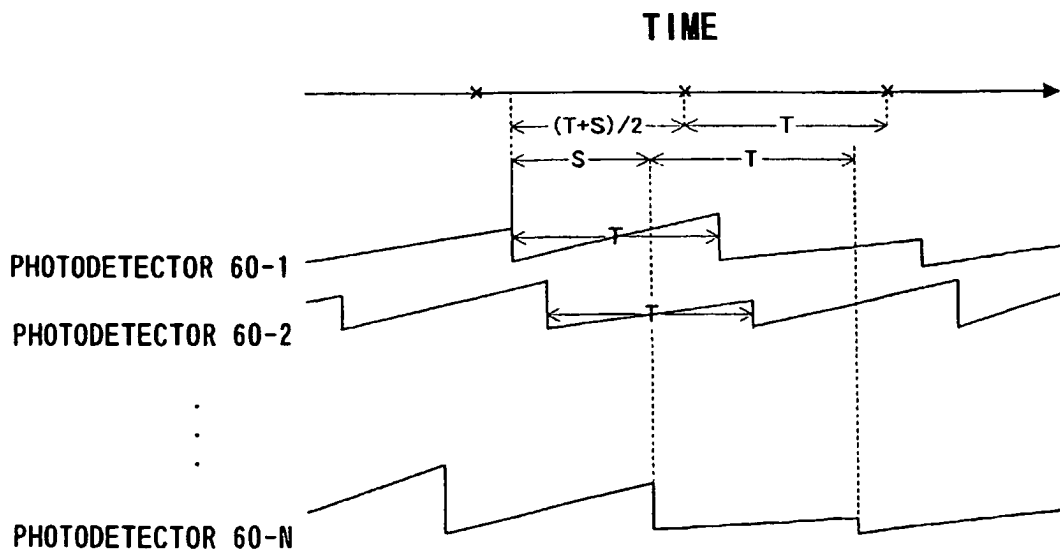 TIME
(T+S)/2 T
S T
T
PHOTODETECTOR 60-1
T
PHOTODETECTOR 60-2
PHOTODETECTOR 60-N